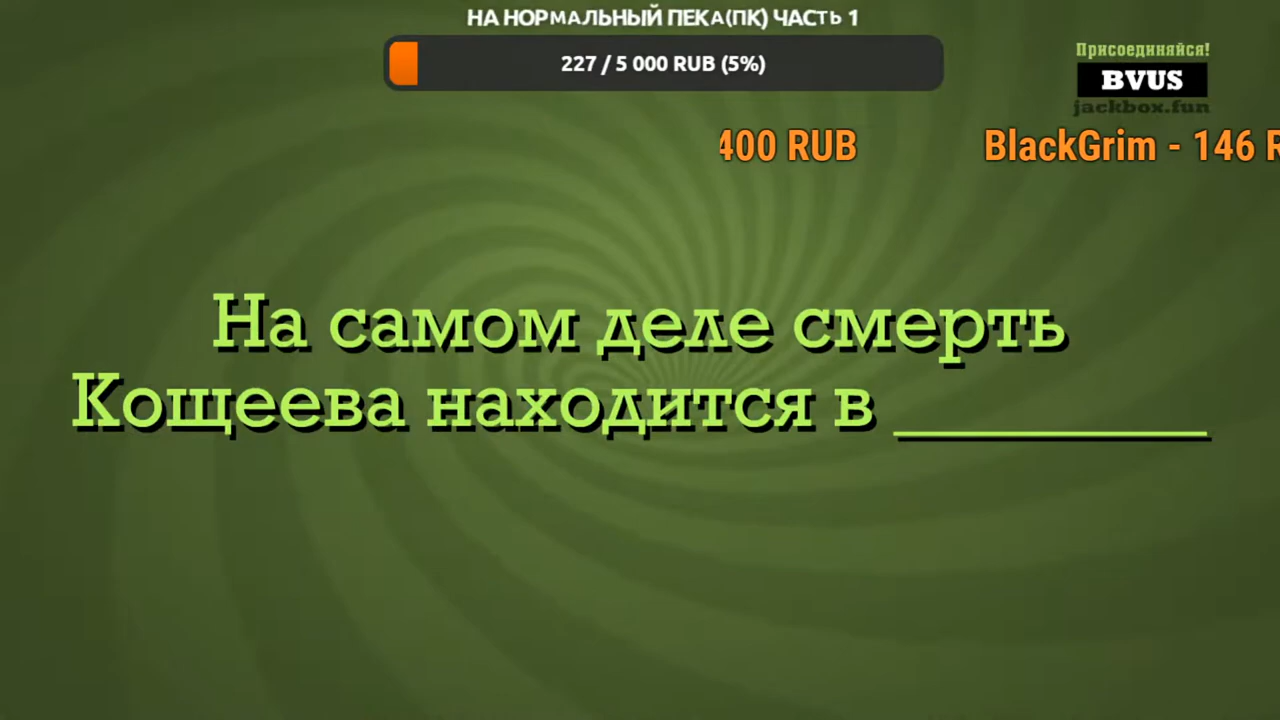 НА НОРМАЛЬНЫЙ ПЕКА(ПК) ЧАСТЬ 1
227 / 5 000 RUB (5%)
Присоединяйся!
BVUS
jackbox.fun
400 RUB BlackGrim - 146 R
На самом деле смерть
Кощеева находится в ________